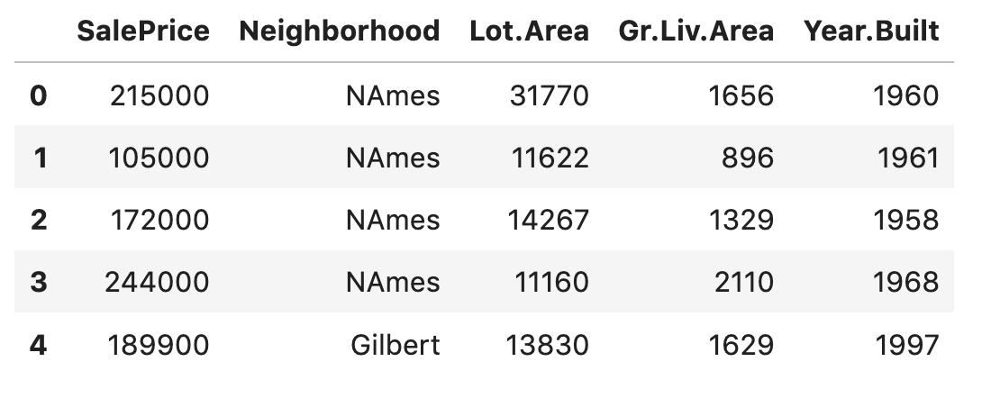 SalePrice Neighborhood Lot.Area Gr.Liv.Area Year.Built
0 215000 NAmes 31770 1656 1960
1 105000 NAmes 11622 896 1961
2 172000 NAmes 14267 1329 1958
3 244000 NAmes 11160 2110 1968
4 189900 Gilbert 13830 1629 1997